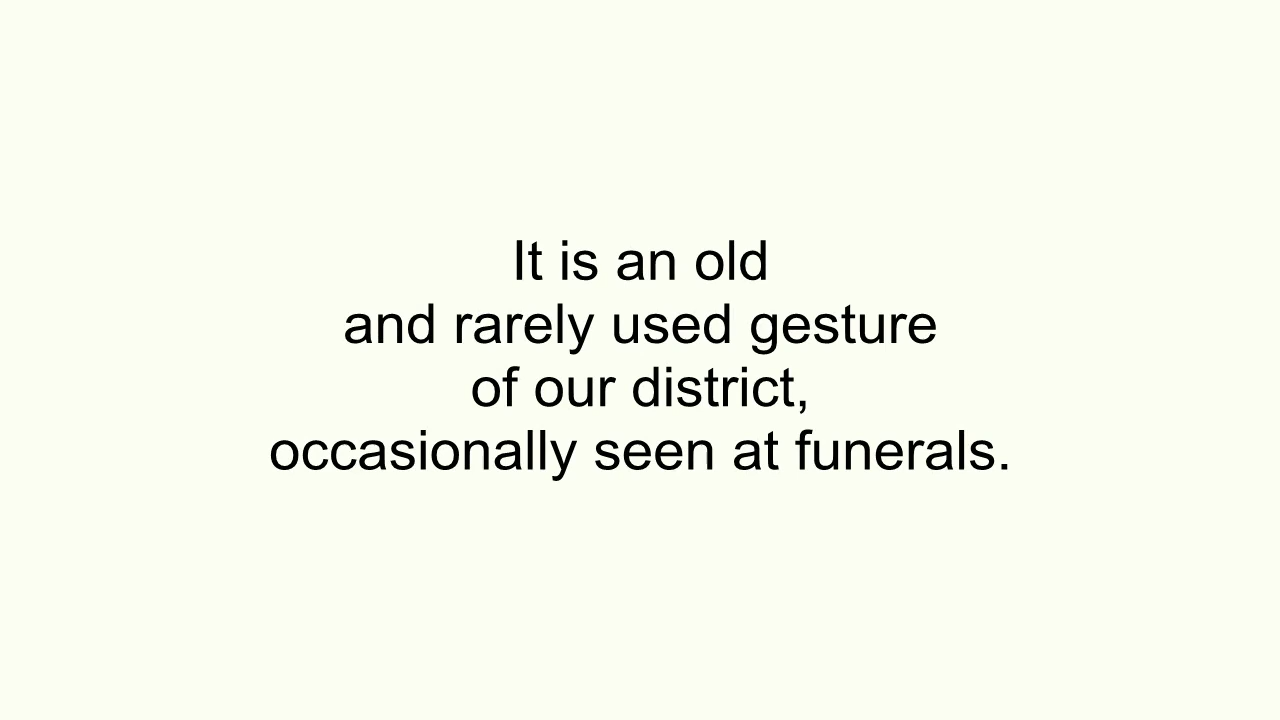 It is an old
and rarely used gesture
of our district,
occasionally seen at funerals.